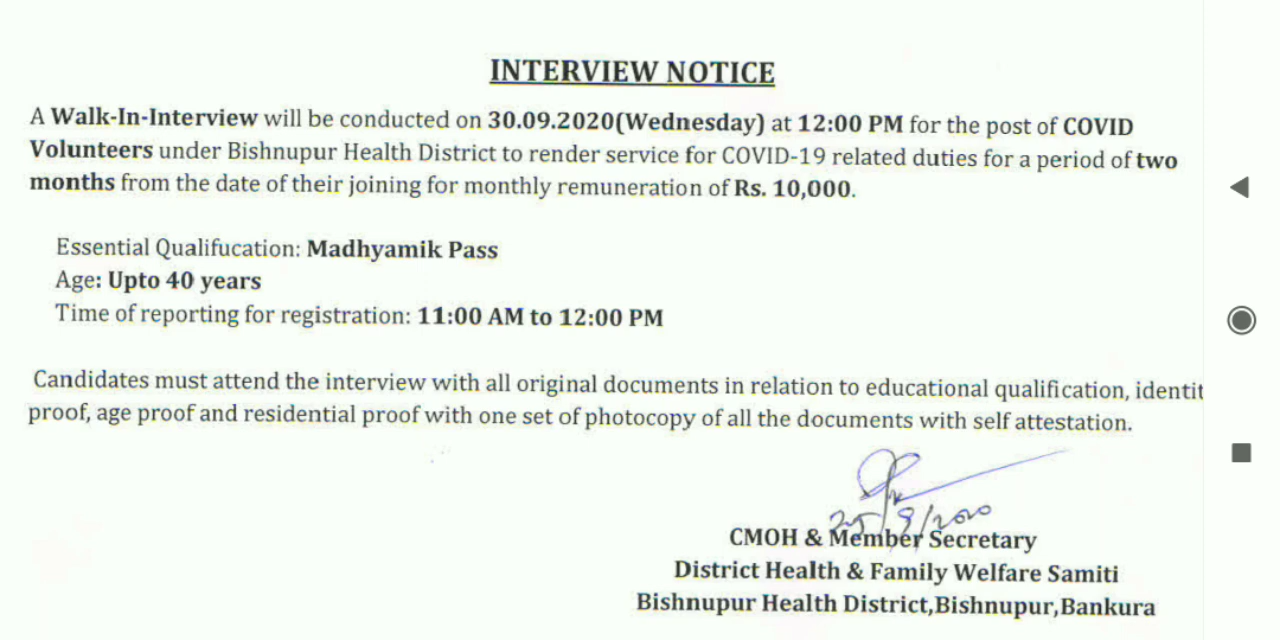 INTERVIEW NOTICE
A Walk-In-Interview will be conducted on 30.09.2020(Wednesday) at 12:00 PM for the post of COVID
Volunteers under Bishnupur Health District to render service for COVID-19 related duties for a period of two
months from the date of their joining for monthly remuneration of Rs. 10,000.
Essential Qualifucation: Madhyamik Pass
Age: Upto 40 years
Time of reporting for registration: 11:00 AM to 12:00 PM
Candidates must attend the interview with all original documents in relation to educational qualification, identit
proof, age proof and residential proof with one set of photocopy of all the documents with self attestation.
25/9/2020
CMOH & Member Secretary
District Health & Family Welfare Samiti
Bishnupur Health District,Bishnupur,Bankura